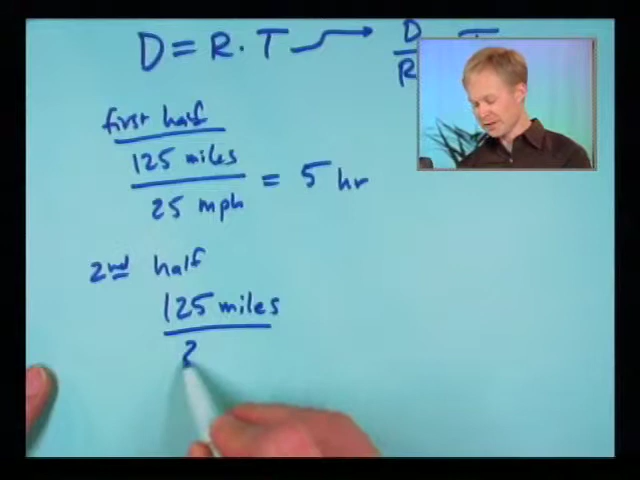 D = R · T D
R
first half
125 miles
25 mph
= 5 hr
2nd half
125 miles
2